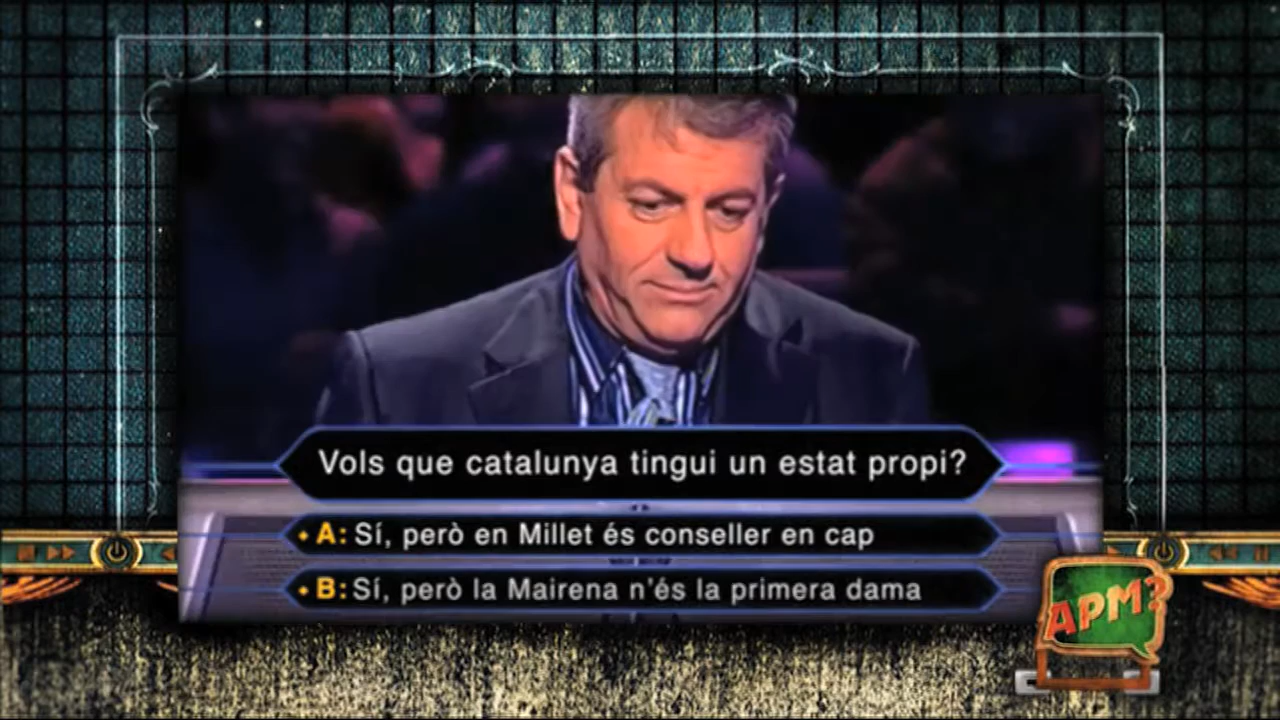 Vols que catalunya tingui un estat propi?
A: Sí, però en Millet és conseller en cap
B: Sí, però la Mairena n'és la primera dama
APM?